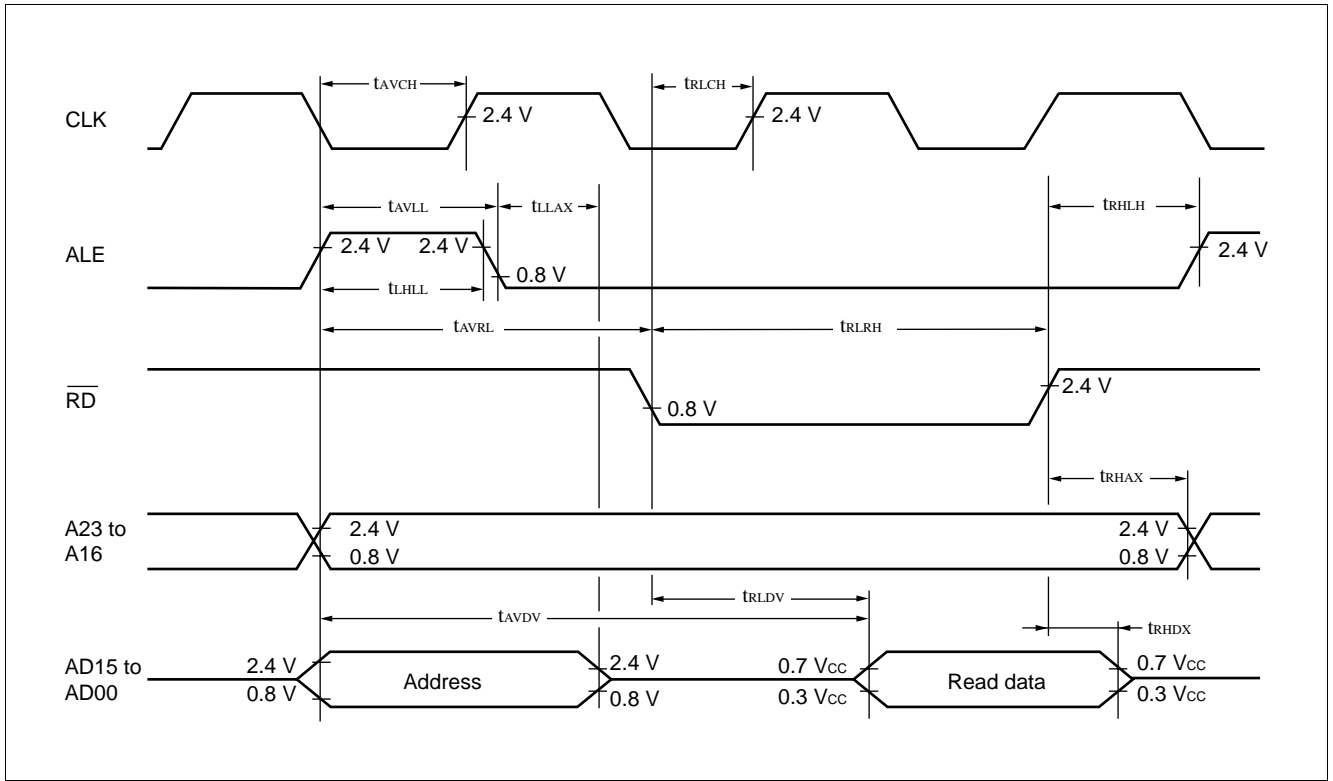 tAVCH
tRLCH
CLK
2.4 V
2.4 V
tAVLL
tLLAX
tRHLH
ALE
2.4 V
2.4 V
0.8 V
2.4 V
tLHLL
tAVRL
tRLRH
RD
0.8 V
2.4 V
tRHAX
A23 to
A16
2.4 V
0.8 V
2.4 V
0.8 V
tRLDV
tAVDV
tRHDX
AD15 to
AD00
2.4 V
0.8 V
Address
2.4 V
0.8 V
0.7 VCC
0.3 VCC
Read data
0.7 VCC
0.3 VCC